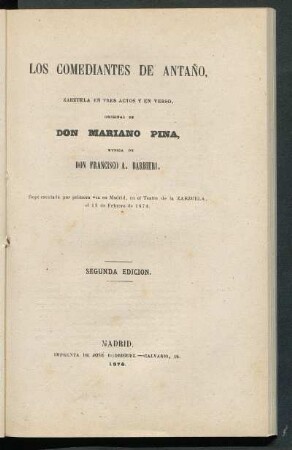 LOS COMEDIANTES DE ANTAÑO,
ZARZUELA EN TRES ACTOS Y EN VERSO,
ORIGINAL DE
DON MARIANO PINA,
MÚSICA DE
DON FRANCISCO A. BARBIERI.
Representada por primera vez en Madrid, en el Teatro de la ZARZUELA,
el 13 de Febrero de 1874.
SEGUNDA EDICION.
MADRID.
IMPRENTA DE JOSÉ RODRIGUEZ.—CALVARIO, 18.